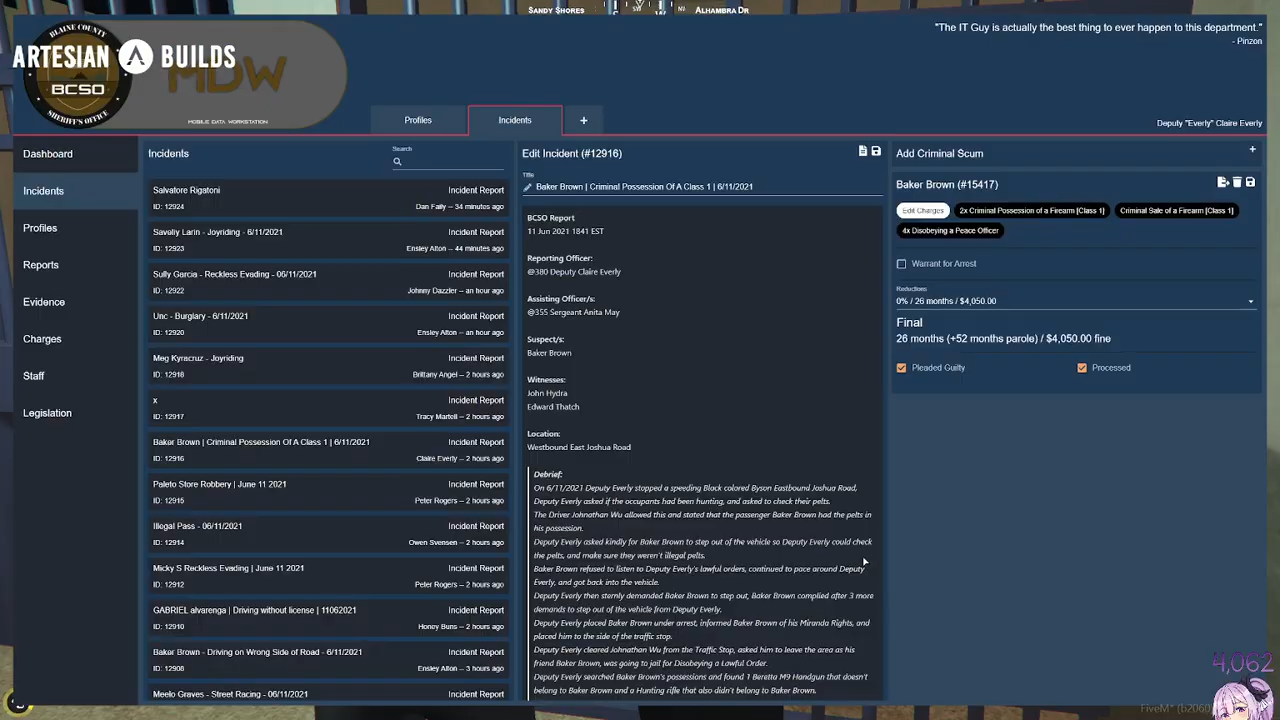 Sandy Shores
Alhambra Dr
BLAINE COUNTY
BCSO
SHERIFF'S OFFICE
ARTESIAN BUILDS
MDW
MOBILE DATA WORKSTATION
"The IT Guy is actually the best thing to ever happen to this department."
- Pinzon
Profiles
Incidents
+
Deputy "Everly" Claire Everly
Dashboard
Incidents
Profiles
Reports
Evidence
Charges
Staff
Legislation
Incidents
Search
Salvatore Rigatoni Incident Report
ID: 12924 Dan Faily – 34 minutes ago
Savoliy Larin - Joyriding - 6/11/2021 Incident Report
ID: 12923 Ensley Alton – 44 minutes ago
Sully Garcia - Reckless Evading - 06/11/2021 Incident Report
ID: 12922 Johnny Dazzler – an hour ago
Unc - Burglary - 6/11/2021 Incident Report
ID: 12920 Ensley Alton – an hour ago
Meg Kyracruz - Joyriding Incident Report
ID: 12918 Brittany Angel – 2 hours ago
x Incident Report
ID: 12917 Tracy Martell – 2 hours ago
Baker Brown | Criminal Possession Of A Class 1 | 6/11/2021 Incident Report
ID: 12916 Claire Everly – 2 hours ago
Paleto Store Robbery | June 11 2021 Incident Report
ID: 12915 Peter Rogers – 2 hours ago
Illegal Pass - 06/11/2021 Incident Report
ID: 12914 Owen Svensen – 2 hours ago
Micky S Reckless Evading | June 11 2021 Incident Report
ID: 12912 Peter Rogers – 2 hours ago
GABRIEL alvarenga | Driving without license | 11062021 Incident Report
ID: 12910 Honey Buns – 2 hours ago
Baker Brown - Driving on Wrong Side of Road - 6/11/2021 Incident Report
ID: 12908 Ensley Alton – 3 hours ago
Meelo Graves - Street Racing - 6/11/2021 Incident Report
Edit Incident (#12916)
Title
Baker Brown | Criminal Possession Of A Class 1 | 6/11/2021
BCSO Report
11 Jun 2021 1841 EST
Reporting Officer:
@380 Deputy Claire Everly
Assisting Officer/s:
@355 Sergeant Anita May
Suspect/s:
Baker Brown
Witnesses:
John Hydra
Edward Thatch
Location:
Westbound East Joshua Road
Debrief:
On 6/11/2021 Deputy Everly stopped a speeding Black colored Byson Eastbound Joshua Road,
Deputy Everly asked if the occupants had been hunting, and asked to check their pelts.
The Driver Johnathan Wu allowed this and stated that the passenger Baker Brown had the pelts in
his possession.
Deputy Everly asked kindly for Baker Brown to step out of the vehicle so Deputy Everly could check
the pelts, and make sure they weren't illegal pelts.
Baker Brown refused to listen to Deputy Everly's lawful orders, continued to pace around Deputy
Everly, and got back into the vehicle.
Deputy Everly then sternly demanded Baker Brown to step out, Baker Brown complied after 3 more
demands to step out of the vehicle from Deputy Everly.
Deputy Everly placed Baker Brown under arrest, informed Baker Brown of his Miranda Rights, and
placed him to the side of the traffic stop.
Deputy Everly cleared Johnathan Wu from the Traffic Stop, asked him to leave the area as his
friend Baker Brown, was going to jail for Disobeying a Lawful Order.
Deputy Everly searched Baker Brown's possessions and found 1 Beretta M9 Handgun that doesn't
belong to Baker Brown and a Hunting rifle that also didn't belong to Baker Brown.
Add Criminal Scum
+
Baker Brown (#15417)
Edit Charges 2x Criminal Possession of a Firearm [Class 1] Criminal Sale of a Firearm [Class 1]
4x Disobeying a Peace Officer
Warrant for Arrest
Reductions
0% / 26 months / $4,050.00
Final
26 months (+52 months parole) / $4,050.00 fine
Pleaded Guilty Processed
4,062
FiveM* (b2060